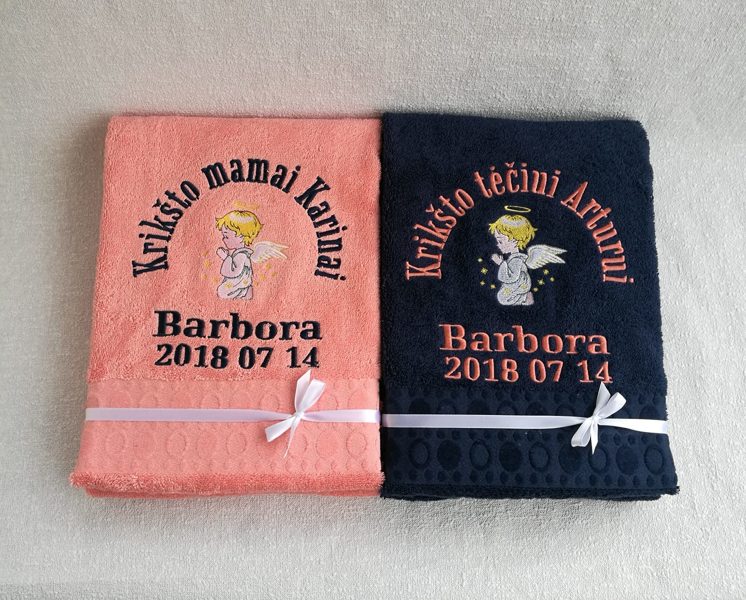 Krikšto mamai Karinai
Barbora
2018 07 14
Krikšto tėčiui Arturui
Barbora
2018 07 14